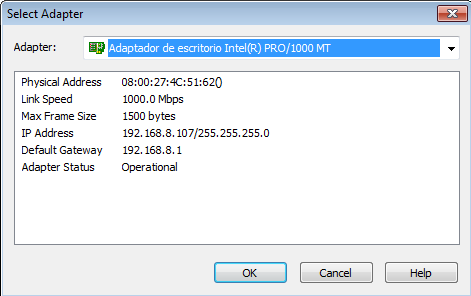 Select Adapter
Adapter: Adaptador de escritorio Intel(R) PRO/1000 MT
Physical Address 08:00:27:4C:51:62()
Link Speed 1000.0 Mbps
Max Frame Size 1500 bytes
IP Address 192.168.8.107/255.255.255.0
Default Gateway 192.168.8.1
Adapter Status Operational
OK Cancel Help